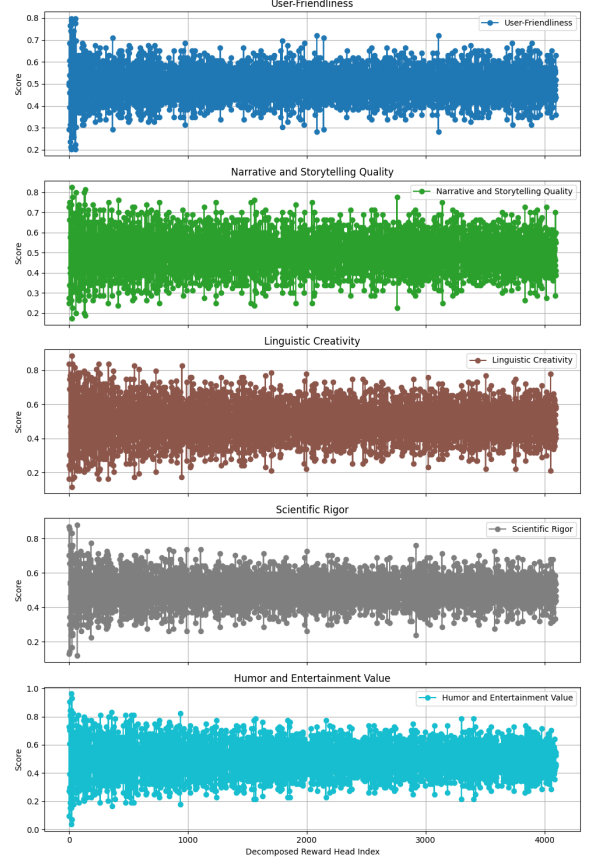 User-Friendliness
0.8
0.7
0.6
0.5
0.4
0.3
0.2
Score
User-Friendliness
Narrative and Storytelling Quality
0.8
0.7
0.6
0.5
0.4
0.3
0.2
Score
Narrative and Storytelling Quality
Linguistic Creativity
0.8
0.6
0.4
0.2
Score
Linguistic Creativity
Scientific Rigor
0.8
0.6
0.4
0.2
Score
Scientific Rigor
Humor and Entertainment Value
1.0
0.8
0.6
0.4
0.2
0.0
Score
Humor and Entertainment Value
0 1000 2000 3000 4000
Decomposed Reward Head Index